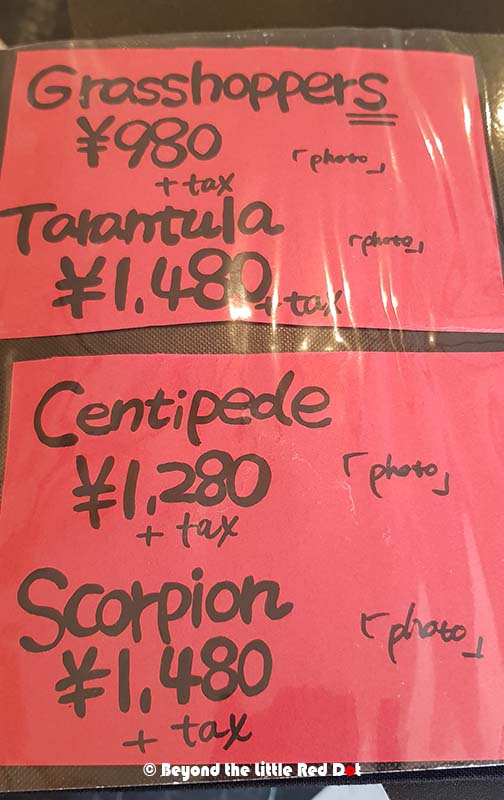 Grasshoppers
¥980
「photo」
+ tax
Tarantula
「photo」
¥1,480 + tax
Centipede
¥1,280
「photo」
+ tax
Scorpion
¥1,480
「photo」
+ tax
© Beyond the Little Red Dot